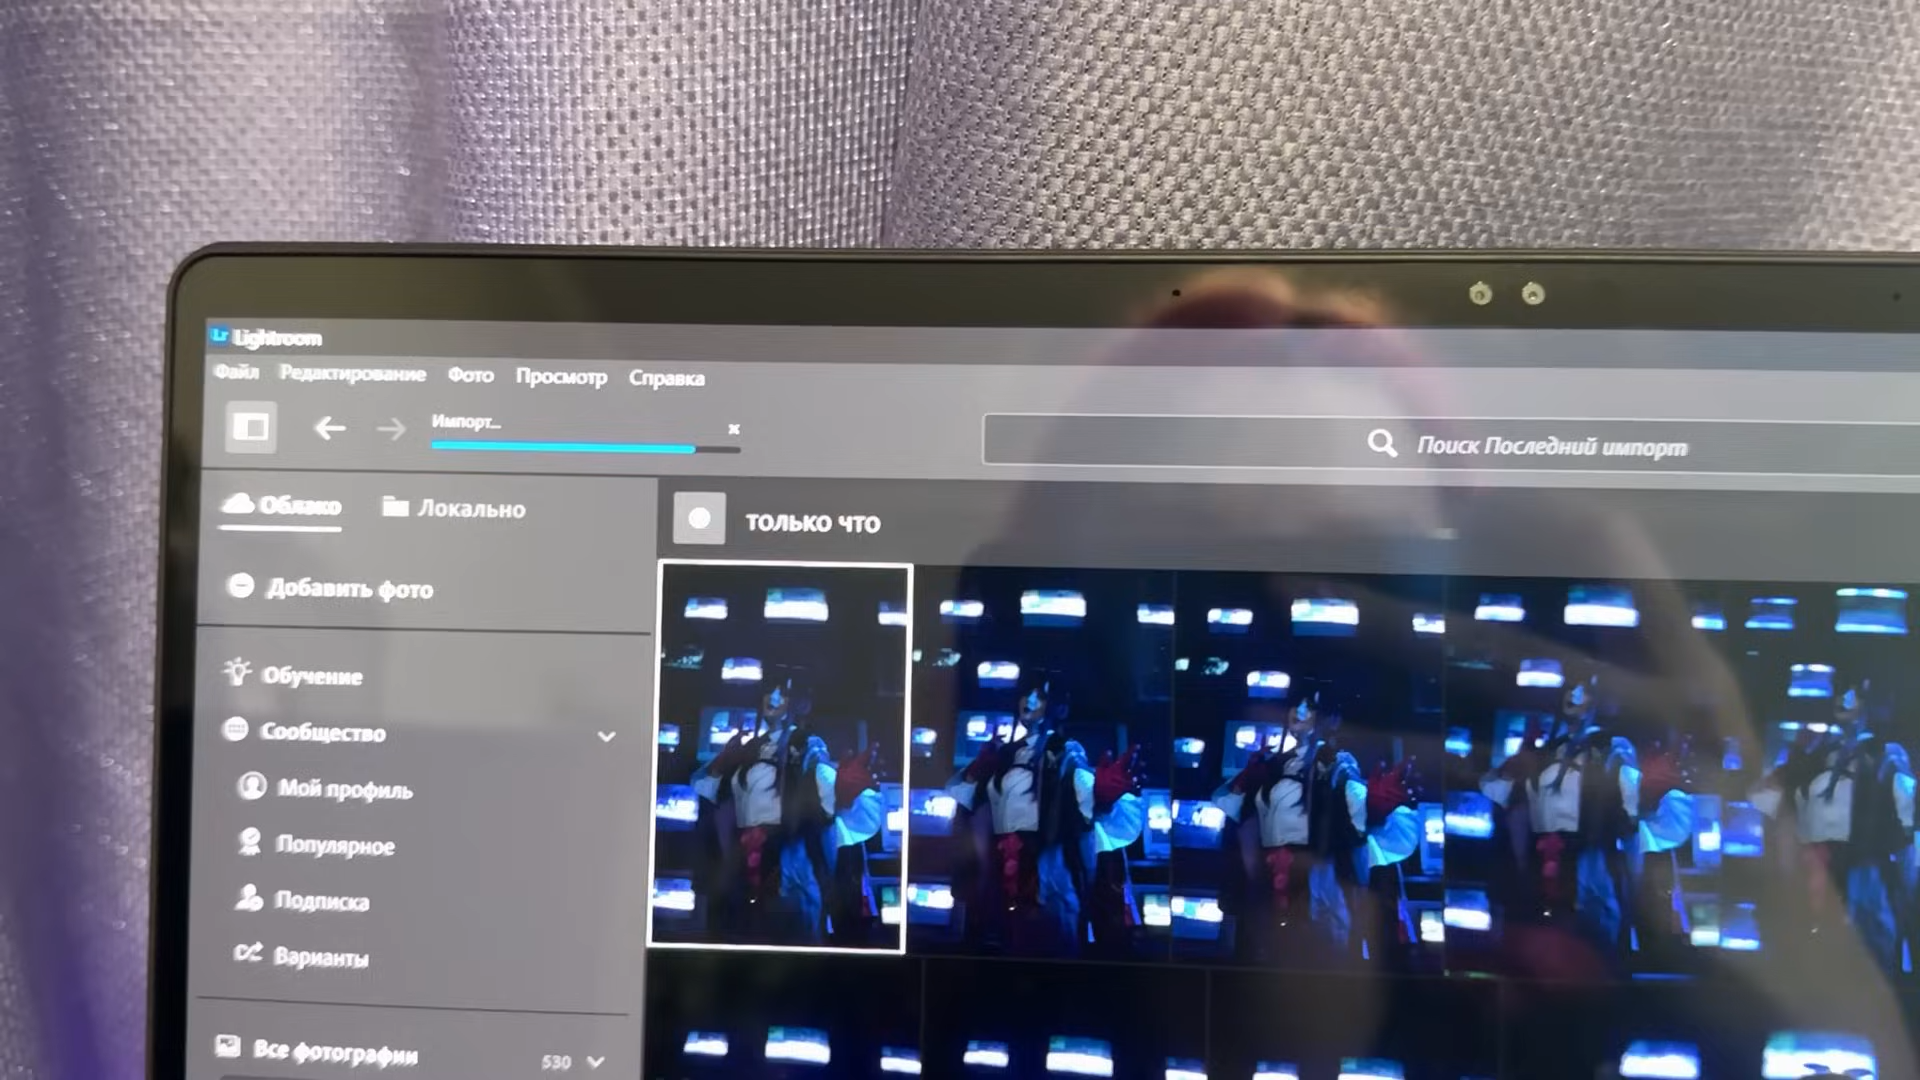 Lr Lightroom
Файл Редактирование Фото Просмотр Справка
Импорт...
Поиск Последний импорт
Облако Локально
ТОЛЬКО ЧТО
Добавить фото
Обучение
Сообщество
Мой профиль
Популярное
Подписка
Варианты
Все фотографии 530